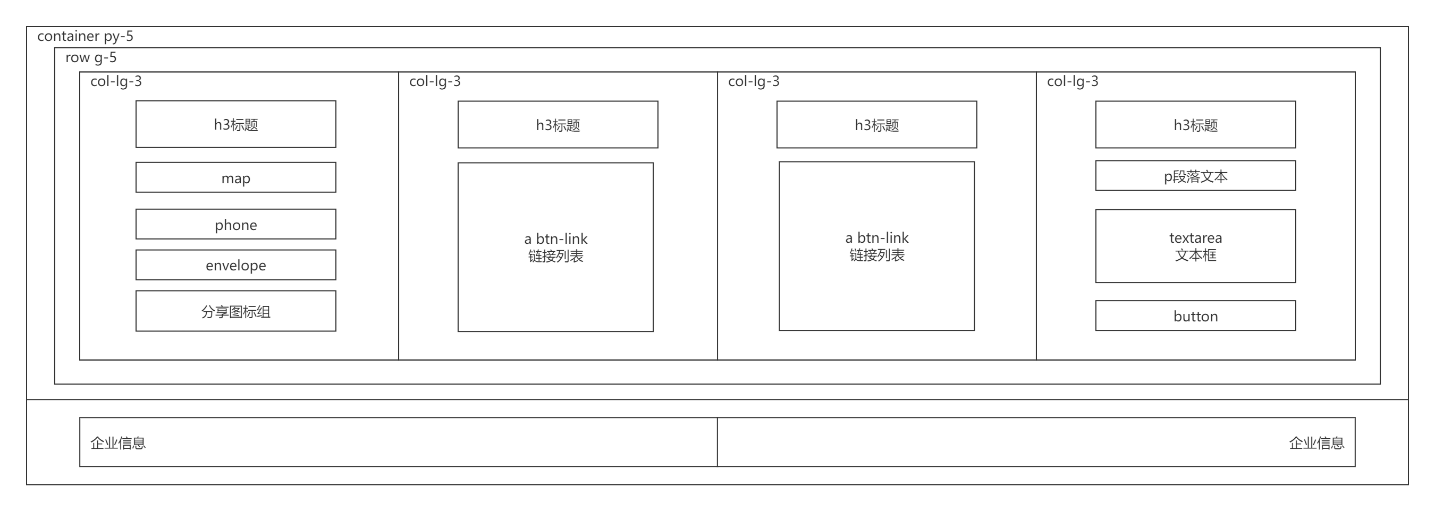 container py-5
row g-5
col-lg-3
h3标题
map
phone
envelope
分享图标组
col-lg-3
h3标题
a btn-link
链接列表
col-lg-3
h3标题
a btn-link
链接列表
col-lg-3
h3标题
p段落文本
textarea
文本框
button
企业信息
企业信息